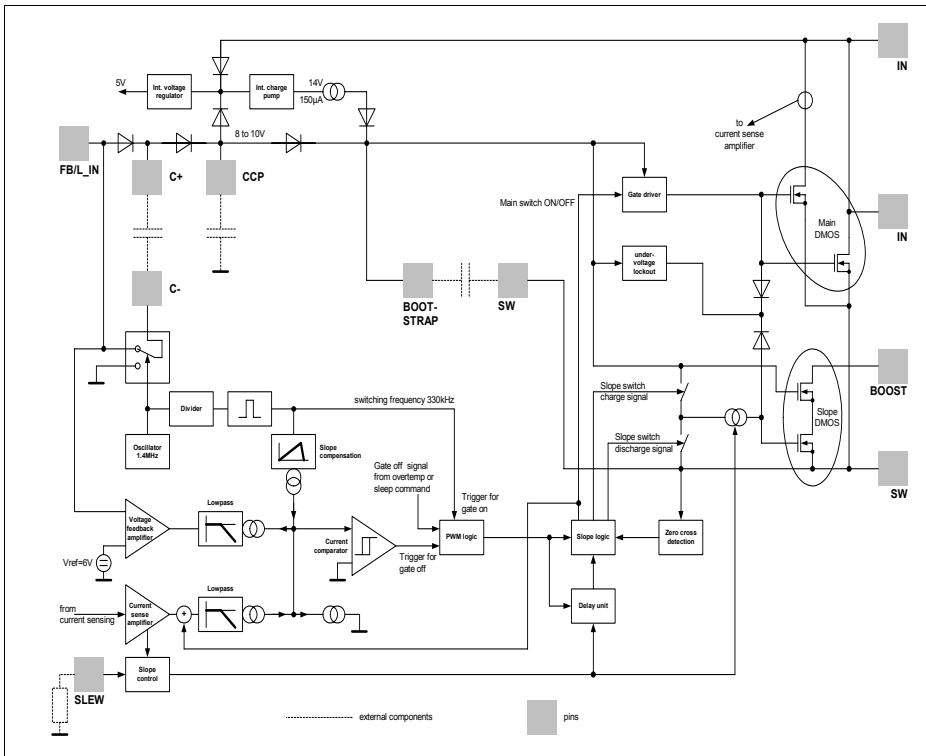 IN
5V
Int. voltage
regulator
Int. charge
pump
14V
150µA
to
current sense
amplifier
8 to 10V
FB/L_IN
C+
CCP
Main switch ON/OFF
Gate driver
Main
DMOS
IN
under-
voltage
lockout
C-
BOOT-
STRAP
SW
BOOST
Slope switch
charge signal
Slope
DMOS
Divider
switching frequency 330kHz
Oscillator
1.4MHz
Slope
compensation
Slope switch
discharge signal
SW
Gate off signal
from overtemp or
sleep command
Trigger for
gate on
Lowpass
Voltage
feedback
amplifier
Current
comparator
PWM logic
Slope logic
Zero cross
detection
Vref=6V
Trigger for
gate off
Lowpass
from
current sensing
Current
sense
amplifier
+
Delay unit
Slope
control
SLEW
external components
pins